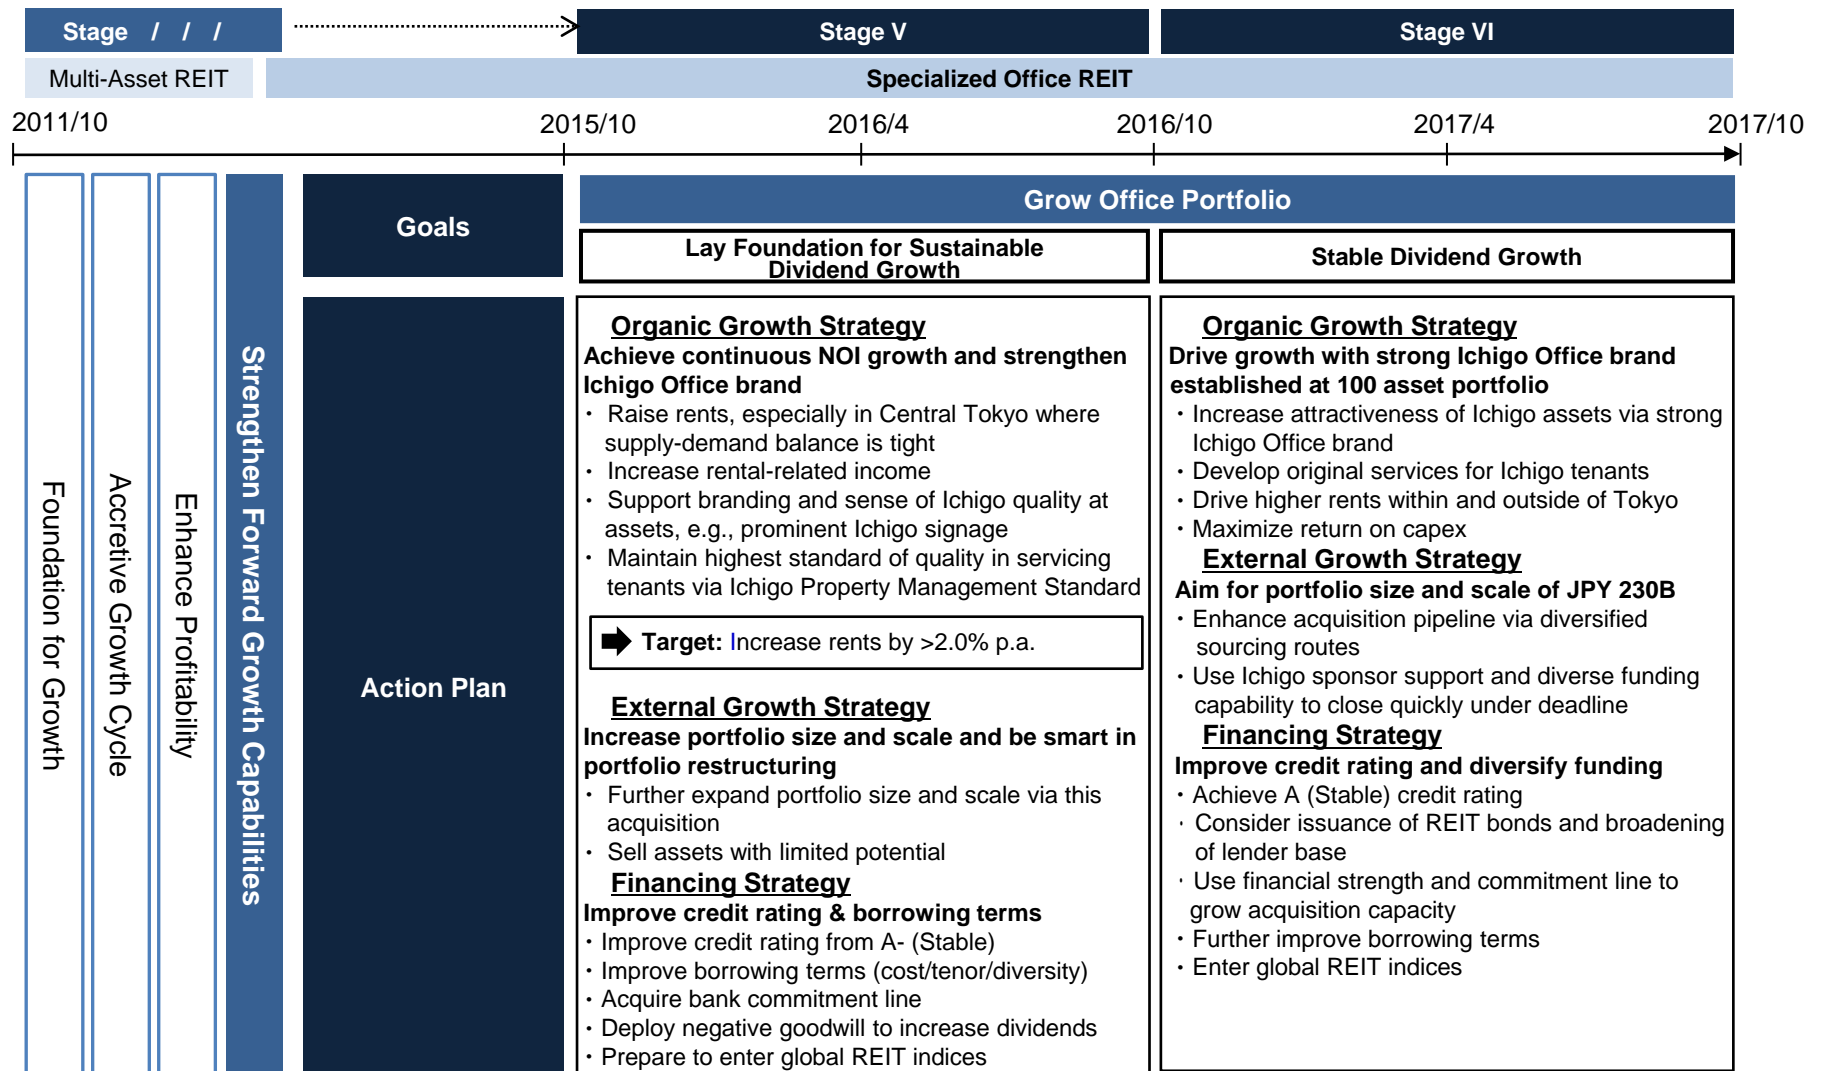 Stage / / /
Stage V
Stage VI
Multi-Asset REIT
Specialized Office REIT
2011/10
2015/10
2016/4
2016/10
2017/4
2017/10
Foundation for Growth
Accretive Growth Cycle
Enhance Profitability
Strengthen Forward Growth Capabilities
Goals
Grow Office Portfolio
Lay Foundation for Sustainable
Dividend Growth
Stable Dividend Growth
Action Plan
Organic Growth Strategy
Achieve continuous NOI growth and strengthen
Ichigo Office brand
・ Raise rents, especially in Central Tokyo where
supply-demand balance is tight
・ Increase rental-related income
・ Support branding and sense of Ichigo quality at
assets, e.g., prominent Ichigo signage
・ Maintain highest standard of quality in servicing
tenants via Ichigo Property Management Standard
Target: Increase rents by >2.0% p.a.
External Growth Strategy
Increase portfolio size and scale and be smart in
portfolio restructuring
・ Further expand portfolio size and scale via this
acquisition
・ Sell assets with limited potential
Financing Strategy
Improve credit rating & borrowing terms
・Improve credit rating from A- (Stable)
・Improve borrowing terms (cost/tenor/diversity)
・Acquire bank commitment line
・Deploy negative goodwill to increase dividends
・Prepare to enter global REIT indices
Organic Growth Strategy
Drive growth with strong Ichigo Office brand
established at 100 asset portfolio
・Increase attractiveness of Ichigo assets via strong
Ichigo Office brand
・Develop original services for Ichigo tenants
・Drive higher rents within and outside of Tokyo
・Maximize return on capex
External Growth Strategy
Aim for portfolio size and scale of JPY 230B
・Enhance acquisition pipeline via diversified
sourcing routes
・Use Ichigo sponsor support and diverse funding
capability to close quickly under deadline
Financing Strategy
Improve credit rating and diversify funding
・Achieve A (Stable) credit rating
・Consider issuance of REIT bonds and broadening
of lender base
・Use financial strength and commitment line to
grow acquisition capacity
・Further improve borrowing terms
・Enter global REIT indices